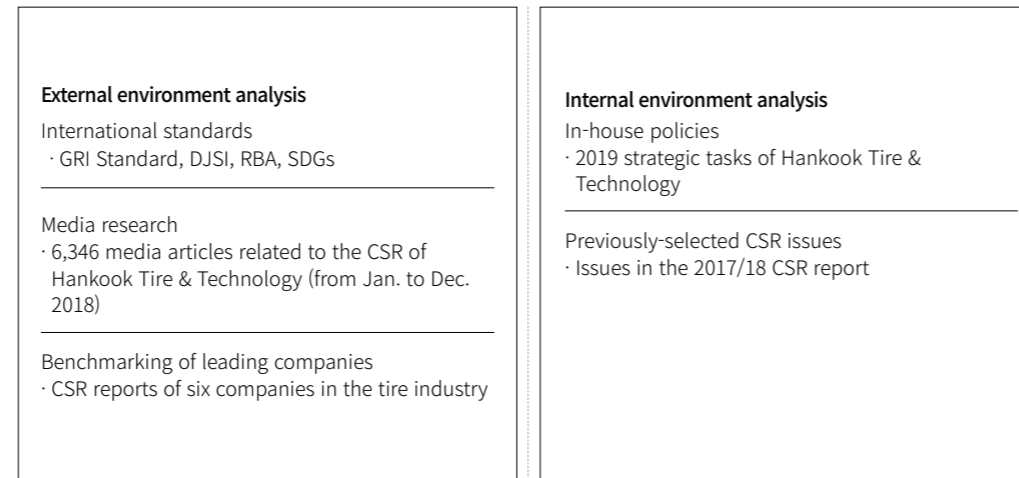 External environment analysis
International standards
· GRI Standard, DJSI, RBA, SDGs
Media research
· 6,346 media articles related to the CSR of
Hankook Tire & Technology (from Jan. to Dec.
2018)
Benchmarking of leading companies
· CSR reports of six companies in the tire industry
Internal environment analysis
In-house policies
· 2019 strategic tasks of Hankook Tire &
Technology
Previously-selected CSR issues
· Issues in the 2017/18 CSR report